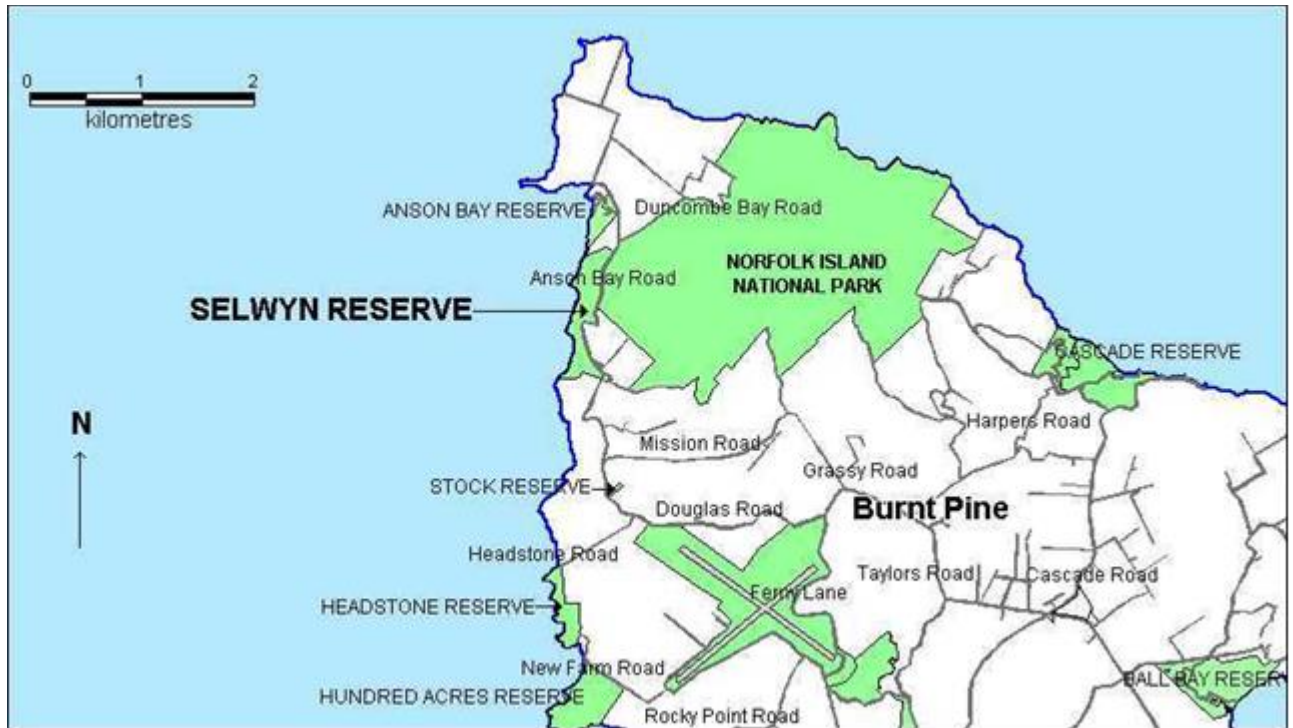 0 1 2
kilometres
ANSON BAY RESERVE
Duncombe Bay Road
NORFOLK ISLAND
NATIONAL PARK
Anson Bay Road
SELWYN RESERVE
CASCADE RESERVE
N
Harpers Road
Mission Road
Grassy Road
STOCK RESERVE
Douglas Road
Burnt Pine
Headstone Road
Taylors Road
Cascade Road
Ferny Lane
HEADSTONE RESERVE
New Farm Road
BALL BAY RESERV
HUNDRED ACRES RESERVE
Rocky Point Road